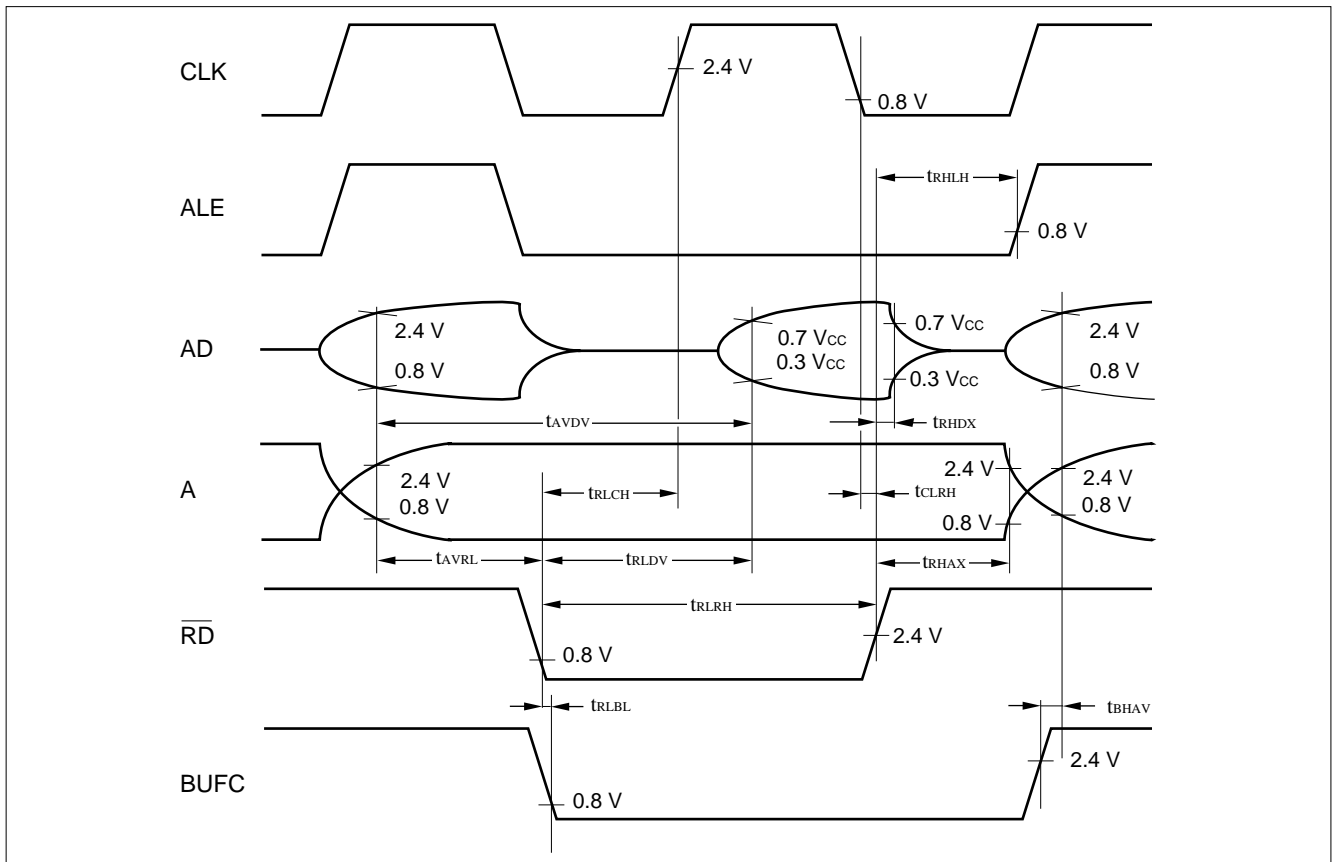 CLK
2.4 V
0.8 V
tRHLH
ALE
0.8 V
AD
2.4 V
0.8 V
0.7 VCC
0.3 VCC
0.7 VCC
0.3 VCC
2.4 V
0.8 V
tAVDV
tRHDX
A
2.4 V
0.8 V
tRLCH
2.4 V
0.8 V
tCLRH
2.4 V
0.8 V
tAVRL
tRLDV
tRHAX
tRLRH
RD
0.8 V
2.4 V
tRLBL
tBHAV
BUFC
0.8 V
2.4 V